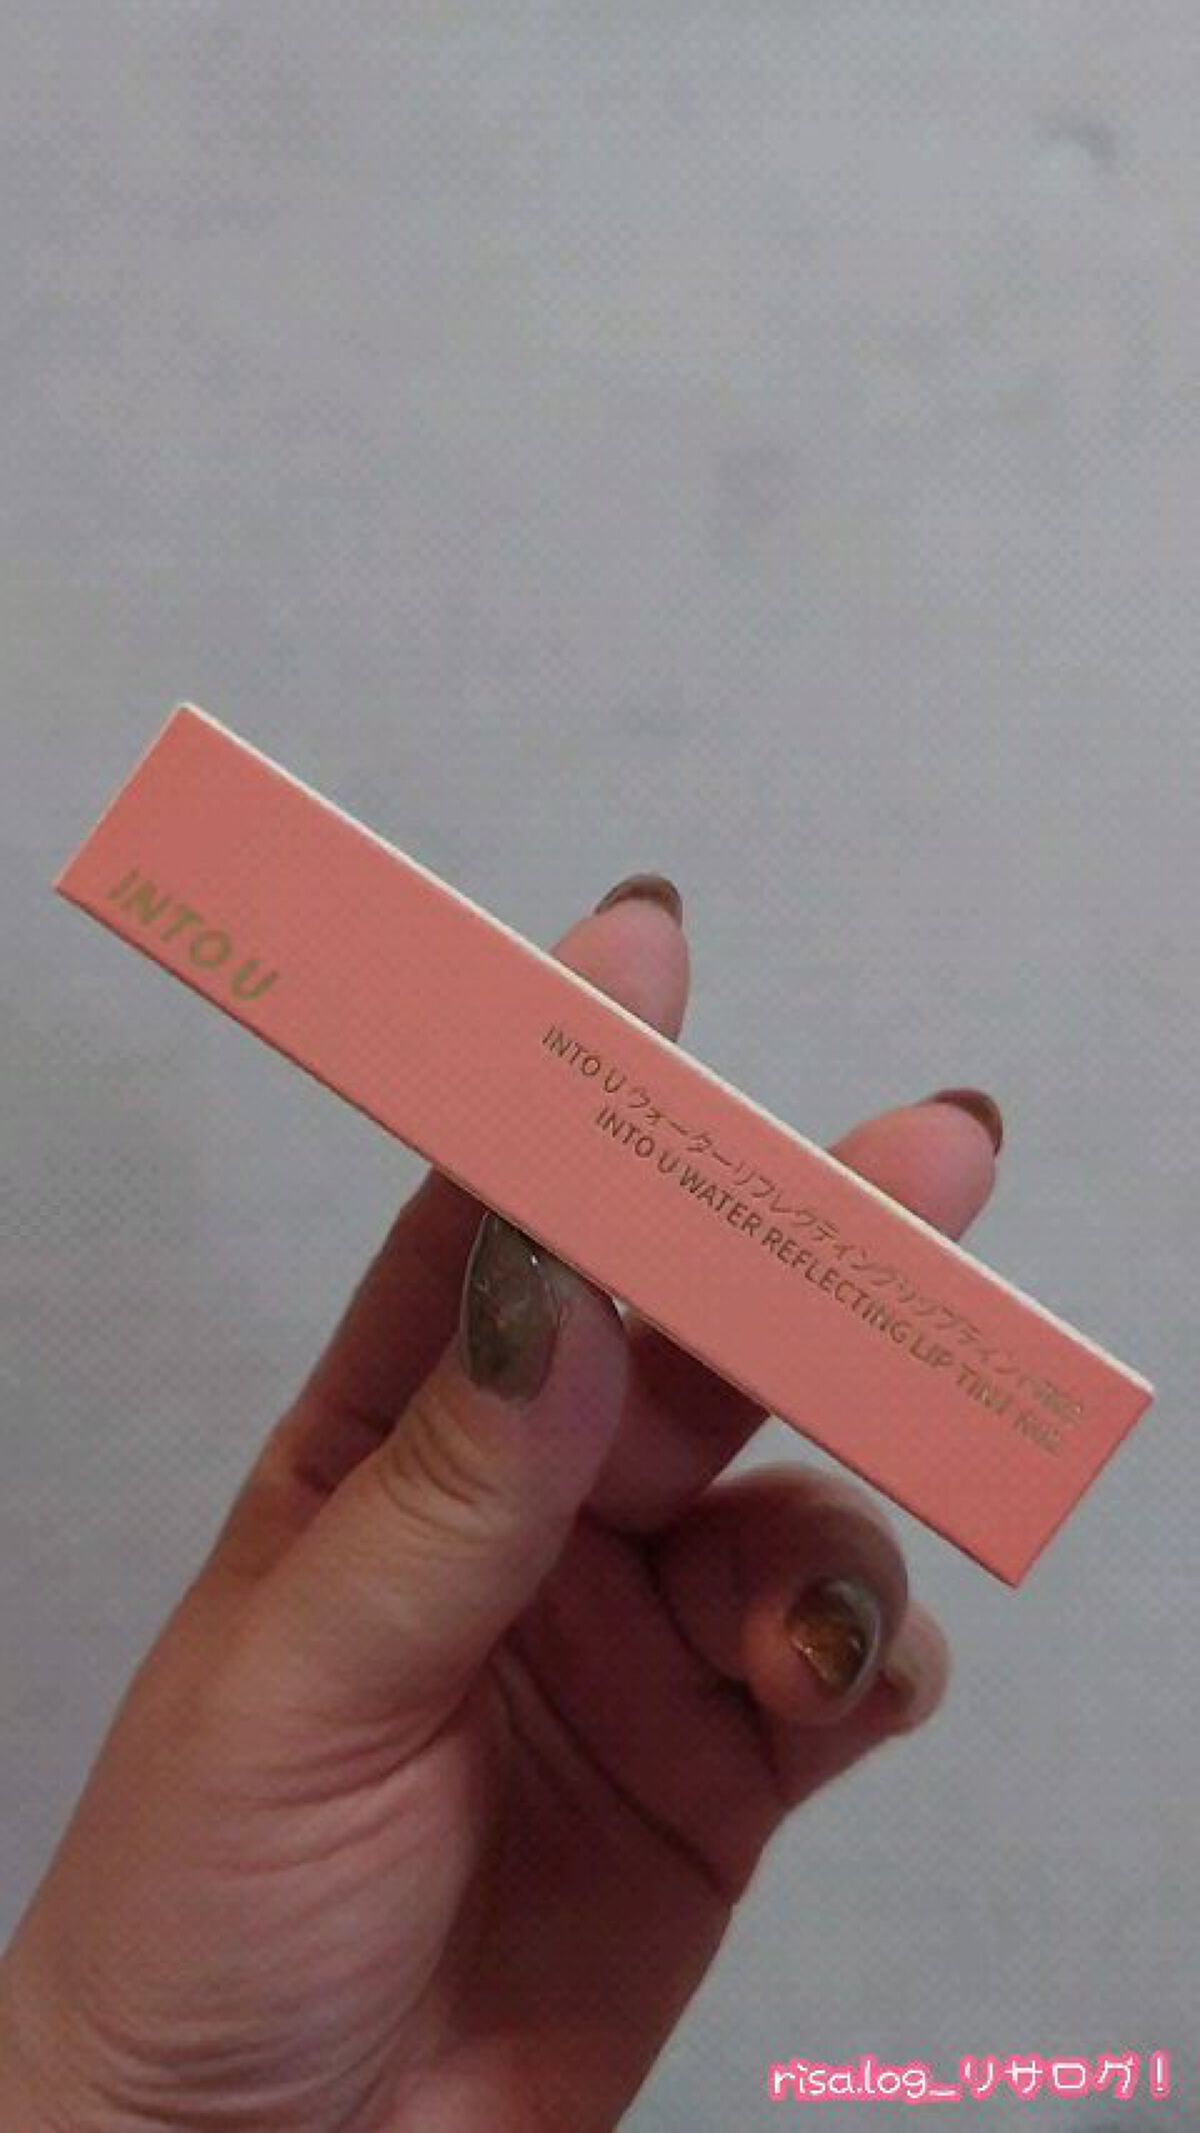 INTO U
INTO U ウォーターリフレクティングリップティント
INTO U WATER REFLECTING LIP TINT
risa.log_リサログ！